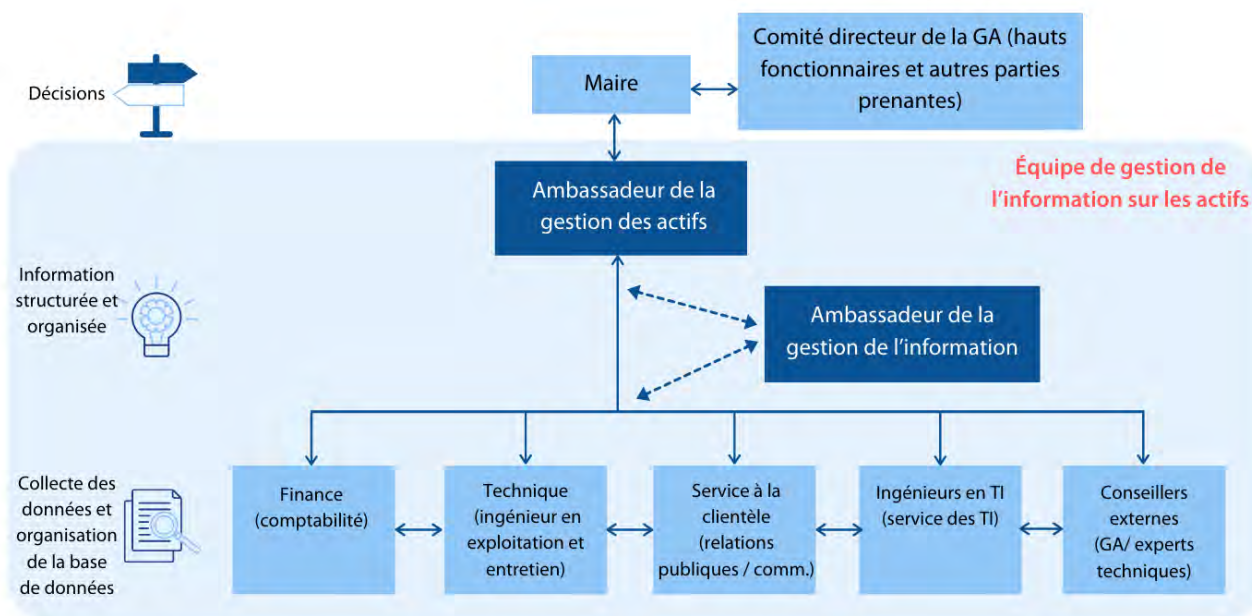 Comité directeur de la GA (hauts
fonctionnaires et autres parties
prenantes)
Maire
Décisions
Équipe de gestion de
l'information sur les actifs
Ambassadeur de la
gestion des actifs
Information
structurée et
organisée
Ambassadeur de la
gestion de l'information
Collecte des
données et
organisation
de la base
de données
Finance
(comptabilité)
Technique
(ingénieur en
exploitation et
entretien)
Service à la
clientèle
(relations
publiques / comm.)
Ingénieurs en TI
(service des TI)
Conseillers
externes
(GA/ experts
techniques)